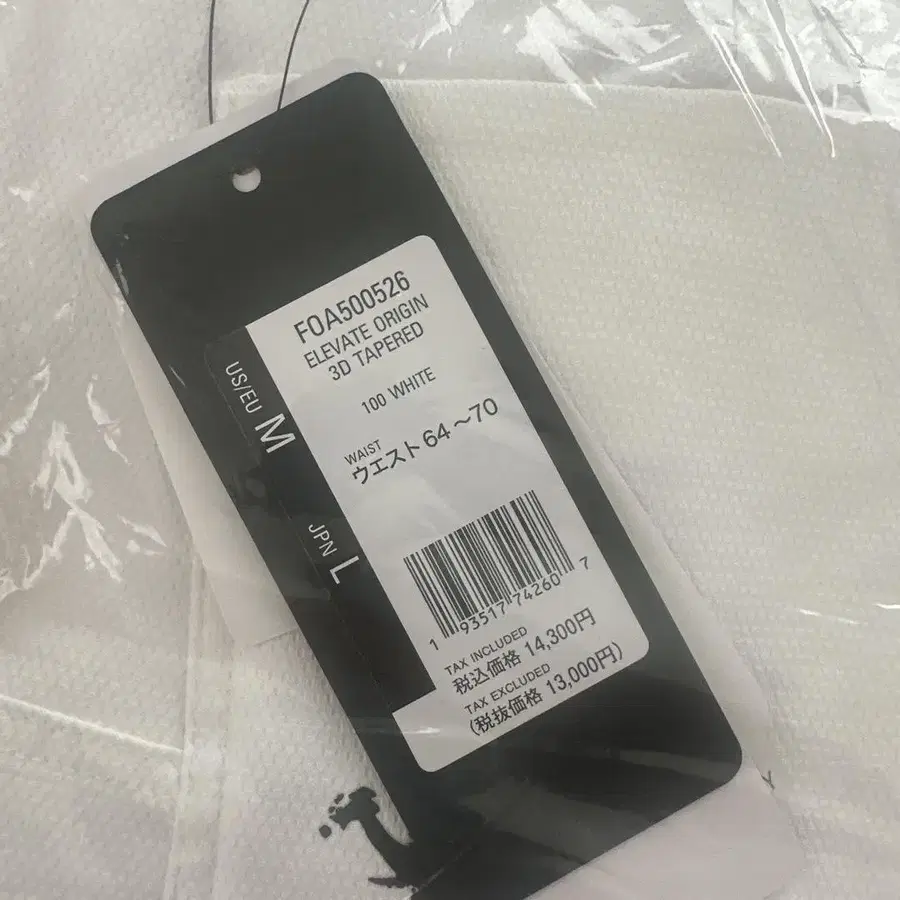 FOA500526
ELEVATE ORIGIN
3D TAPERED
100 WHITE
US/EU M
WAIST
ウエスト 64～70
JPN L
1 93517 74260 7
TAX INCLUDED
税込価格 14,300円
TAX EXCLUDED
(税抜価格 13,000円)